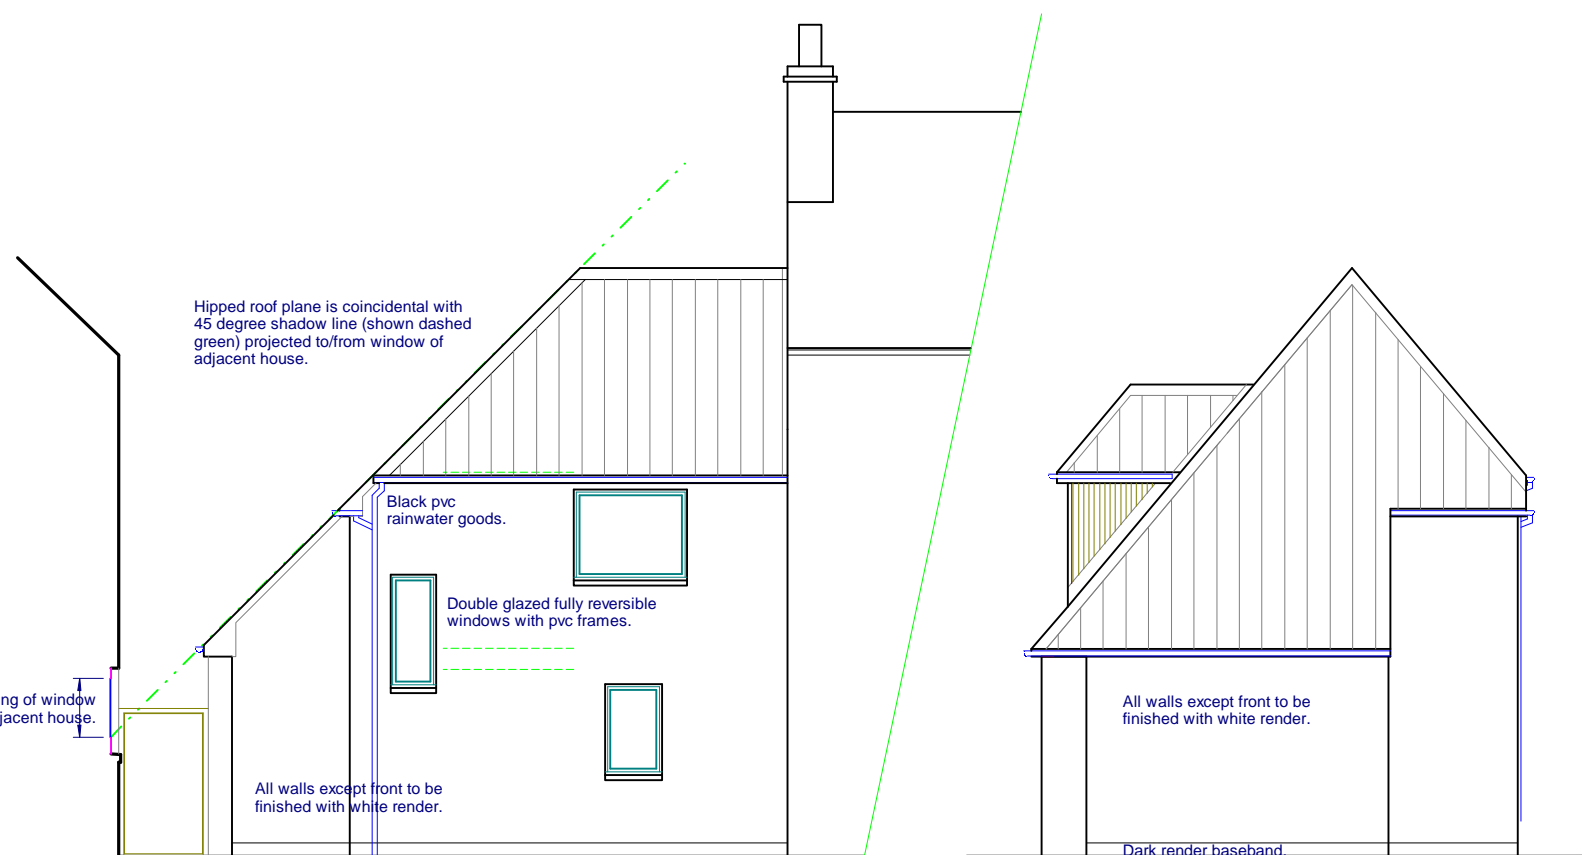 Hipped roof plane is coincidental with
45 degree shadow line (shown dashed
green) projected to/from window of
adjacent house.
Black pvc
rainwater goods.
Double glazed fully reversible
windows with pvc frames.
of window
house.
All walls except front to be
finished with white render.
All walls except front to be
finished with white render.
Dark render baseband.